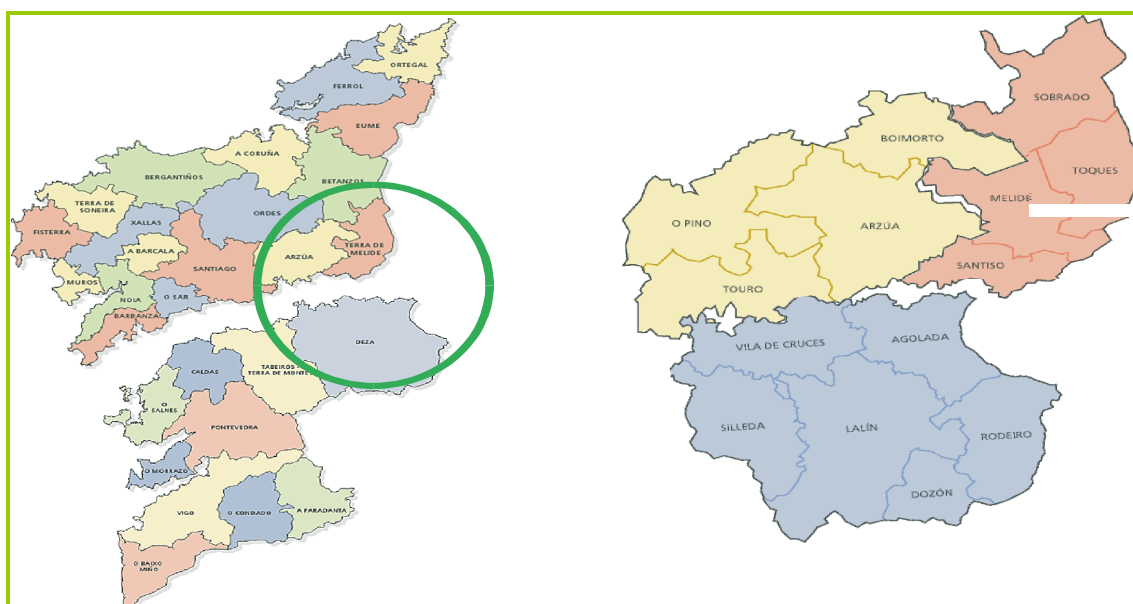 ORTEGAL
FERROL
EUME
A CORUÑA
BERGANTIÑOS
BETANZOS
TERRA DE
SONEIRA
ORDES
XALLAS
FISTERRA
A BARCALA
ARZÚA
TERRA DE
MELIDE
SANTIAGO
MUROS
NOIA
O SAR
BARBANZA
DEZA
CALDAS
TABEIROS
TERRA DE MONTES
O
SALNÉS
PONTEVEDRA
O MORRAZO
VIGO
O CONDADO
A PARADANTA
O BAIXO
MIÑO
SOBRADO
BOIMORTO
TOQUES
MELIDE
O PINO
ARZÚA
SANTISO
TOURO
VILA DE CRUCES
AGOLADA
SILLEDA
LALÍN
RODEIRO
DOZÓN